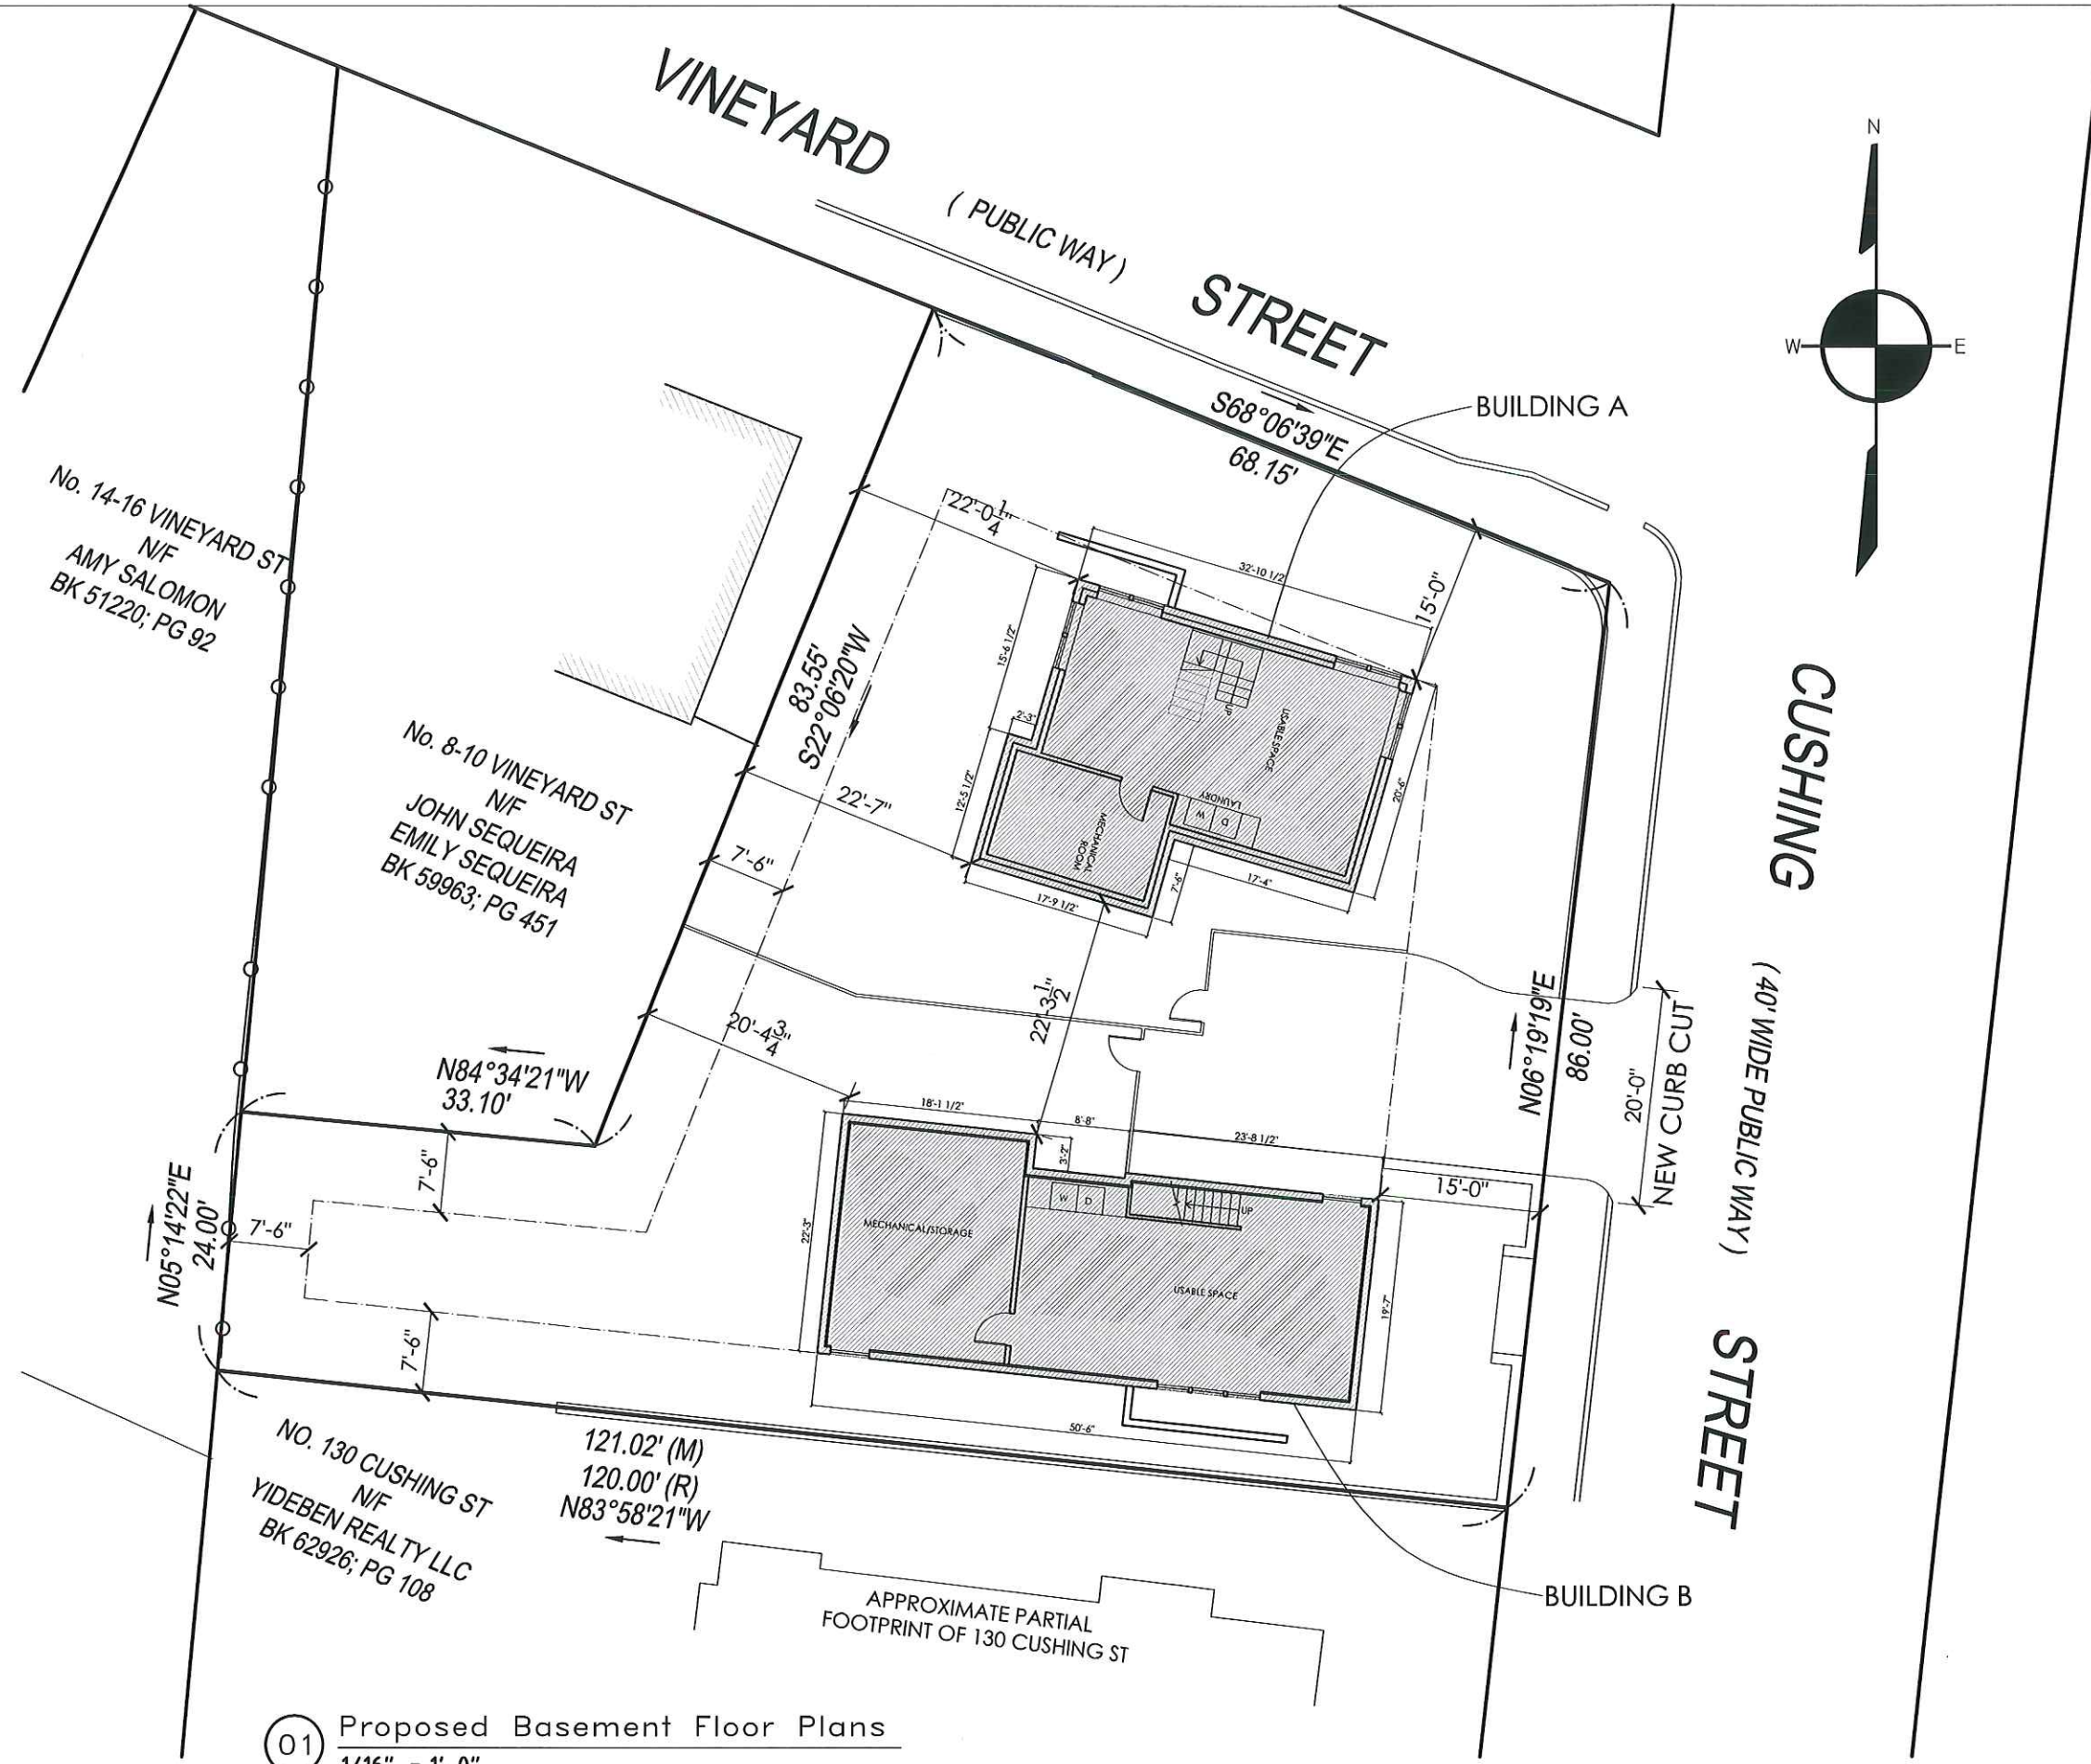 VINEYARD
( PUBLIC WAY )
STREET
N
W
E
S68°06'39"E
68.15'
BUILDING A
No. 14-16 VINEYARD ST
N/F
AMY SALOMON
BK 51220; PG 92
22'-0 1/4"
32'-10 1/2"
15'-0"
15'-6 1/2"
83.55'
S22°06'20"W
UP
USABLE SPACE
2'-3"
CUSHING
No. 8-10 VINEYARD ST
N/F
JOHN SEQUEIRA
EMILY SEQUEIRA
BK 59963; PG 451
12'-5 1/2"
22'-7"
LAUNDRY
W
D
20'-6"
MECHANICAL
ROOM
7'-6"
17'-9 1/2"
7'-6"
17'-4"
( 40' WIDE PUBLIC WAY )
22'-3 1/2"
20'-4 3/4"
N06°19'19"E
86.00'
20'-0"
NEW CURB CUT
N84°34'21"W
33.10'
18'-1 1/2"
8'-8"
23'-8 1/2"
3'-2"
7'-6"
15'-0"
N05°14'22"E
24.00'
7'-6"
W
D
UP
MECHANICAL/STORAGE
22'-3"
USABLE SPACE
19'-7"
7'-6"
STREET
50'-6"
NO. 130 CUSHING ST
N/F
YIDEBEN REALTY LLC
BK 62926; PG 108
121.02' (M)
120.00' (R)
N83°58'21"W
BUILDING B
APPROXIMATE PARTIAL
FOOTPRINT OF 130 CUSHING ST
01
Proposed Basement Floor Plans
1/16" = 1'-0"